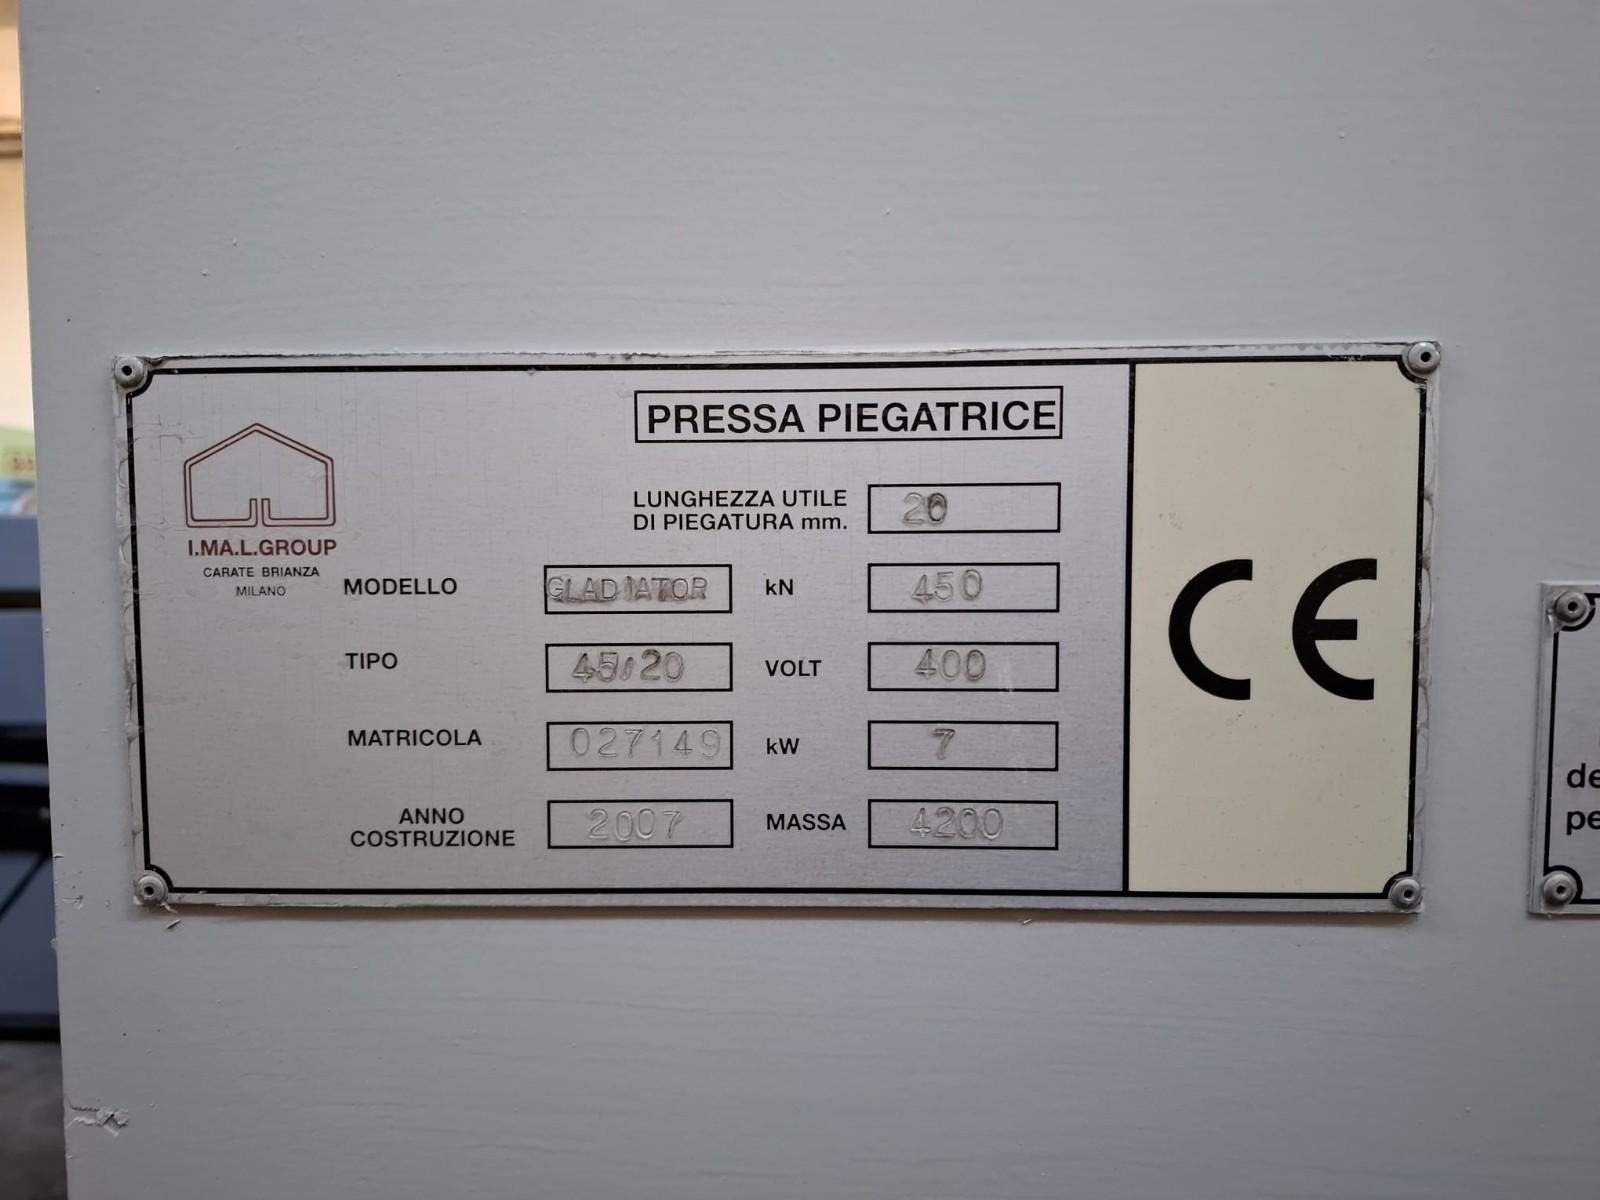 PRESSA PIEGATRICE
I.MA.L.GROUP
CARATE BRIANZA
MILANO
LUNGHEZZA UTILE
DI PIEGATURA mm. 20
MODELLO GLADIATOR kN 450
TIPO 45/20 VOLT 400
MATRICOLA 027149 kW 7
ANNO
COSTRUZIONE 2007 MASSA 4200
CE
de
pe